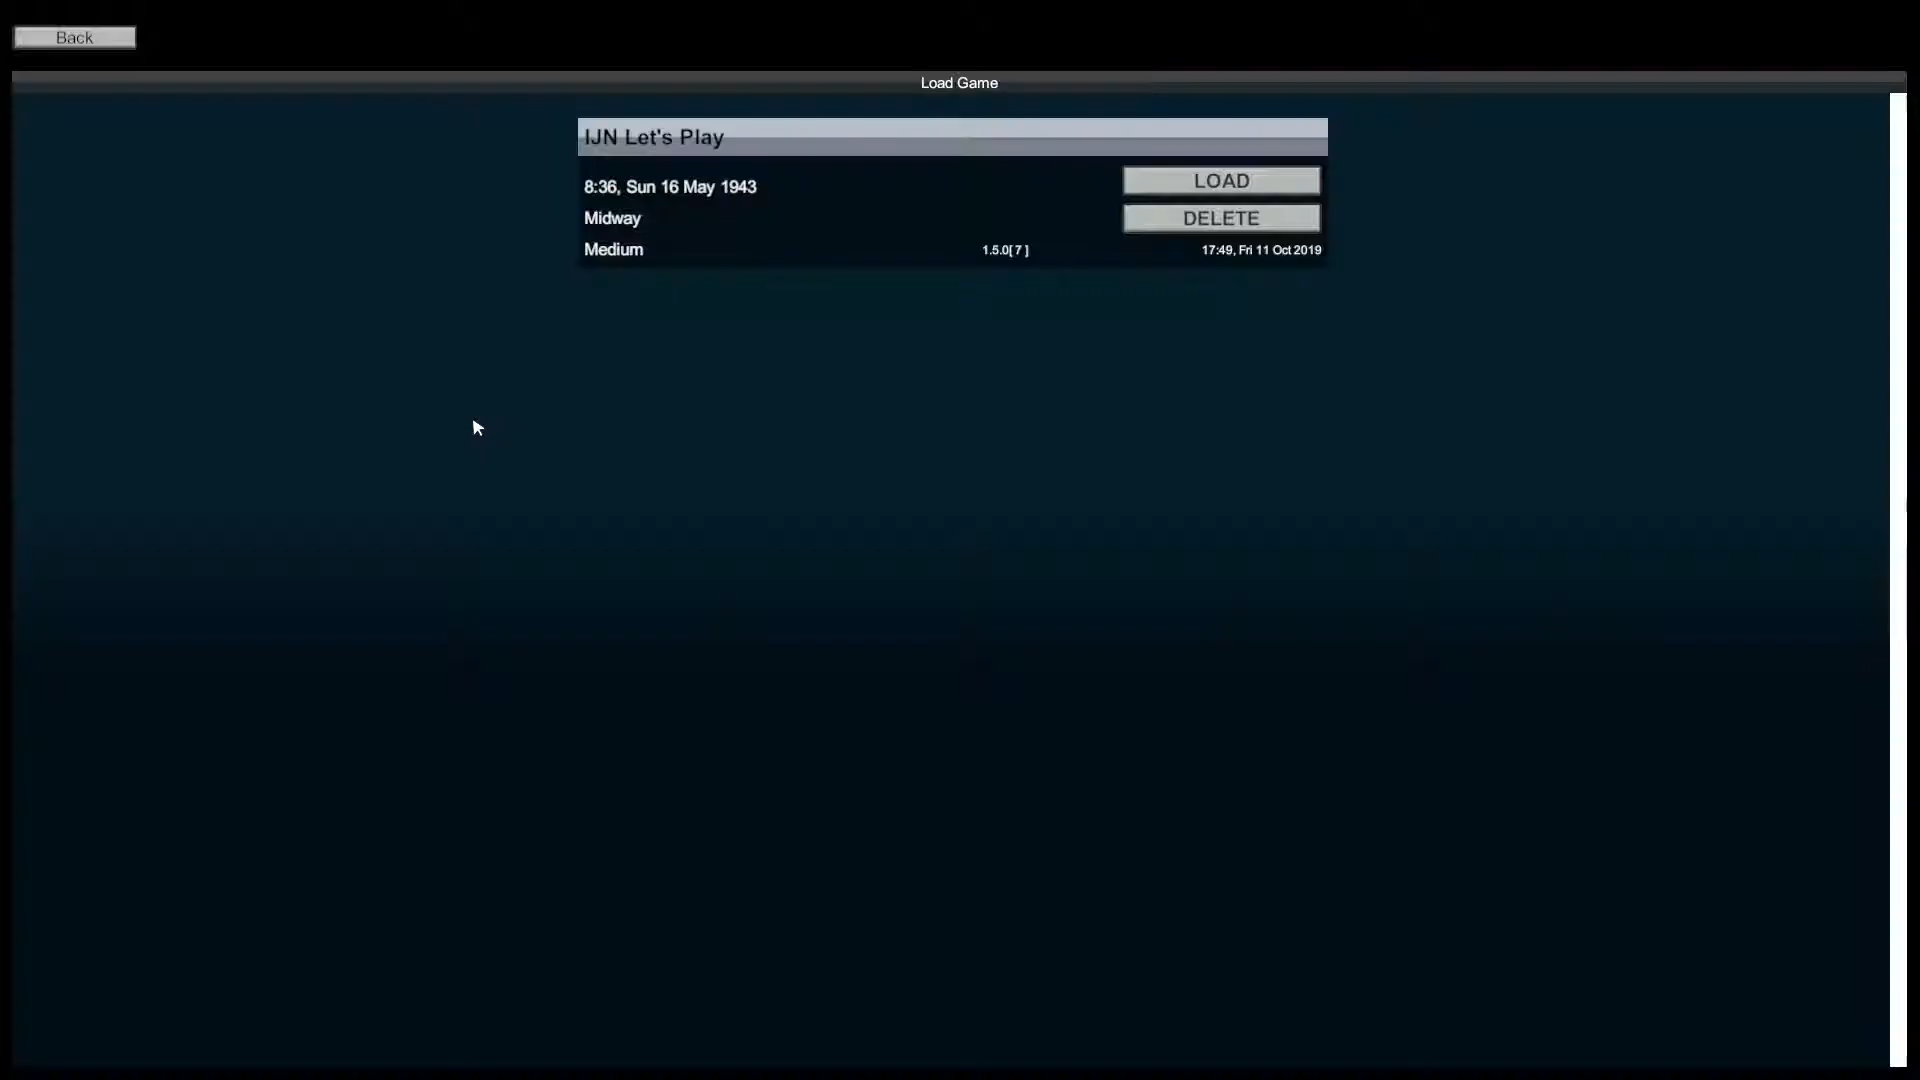 Back
Load Game
IJN Let's Play
8:36, Sun 16 May 1943
LOAD
Midway
DELETE
Medium 1.5.0[ 7 ] 17:49, Fri 11 Oct 2019